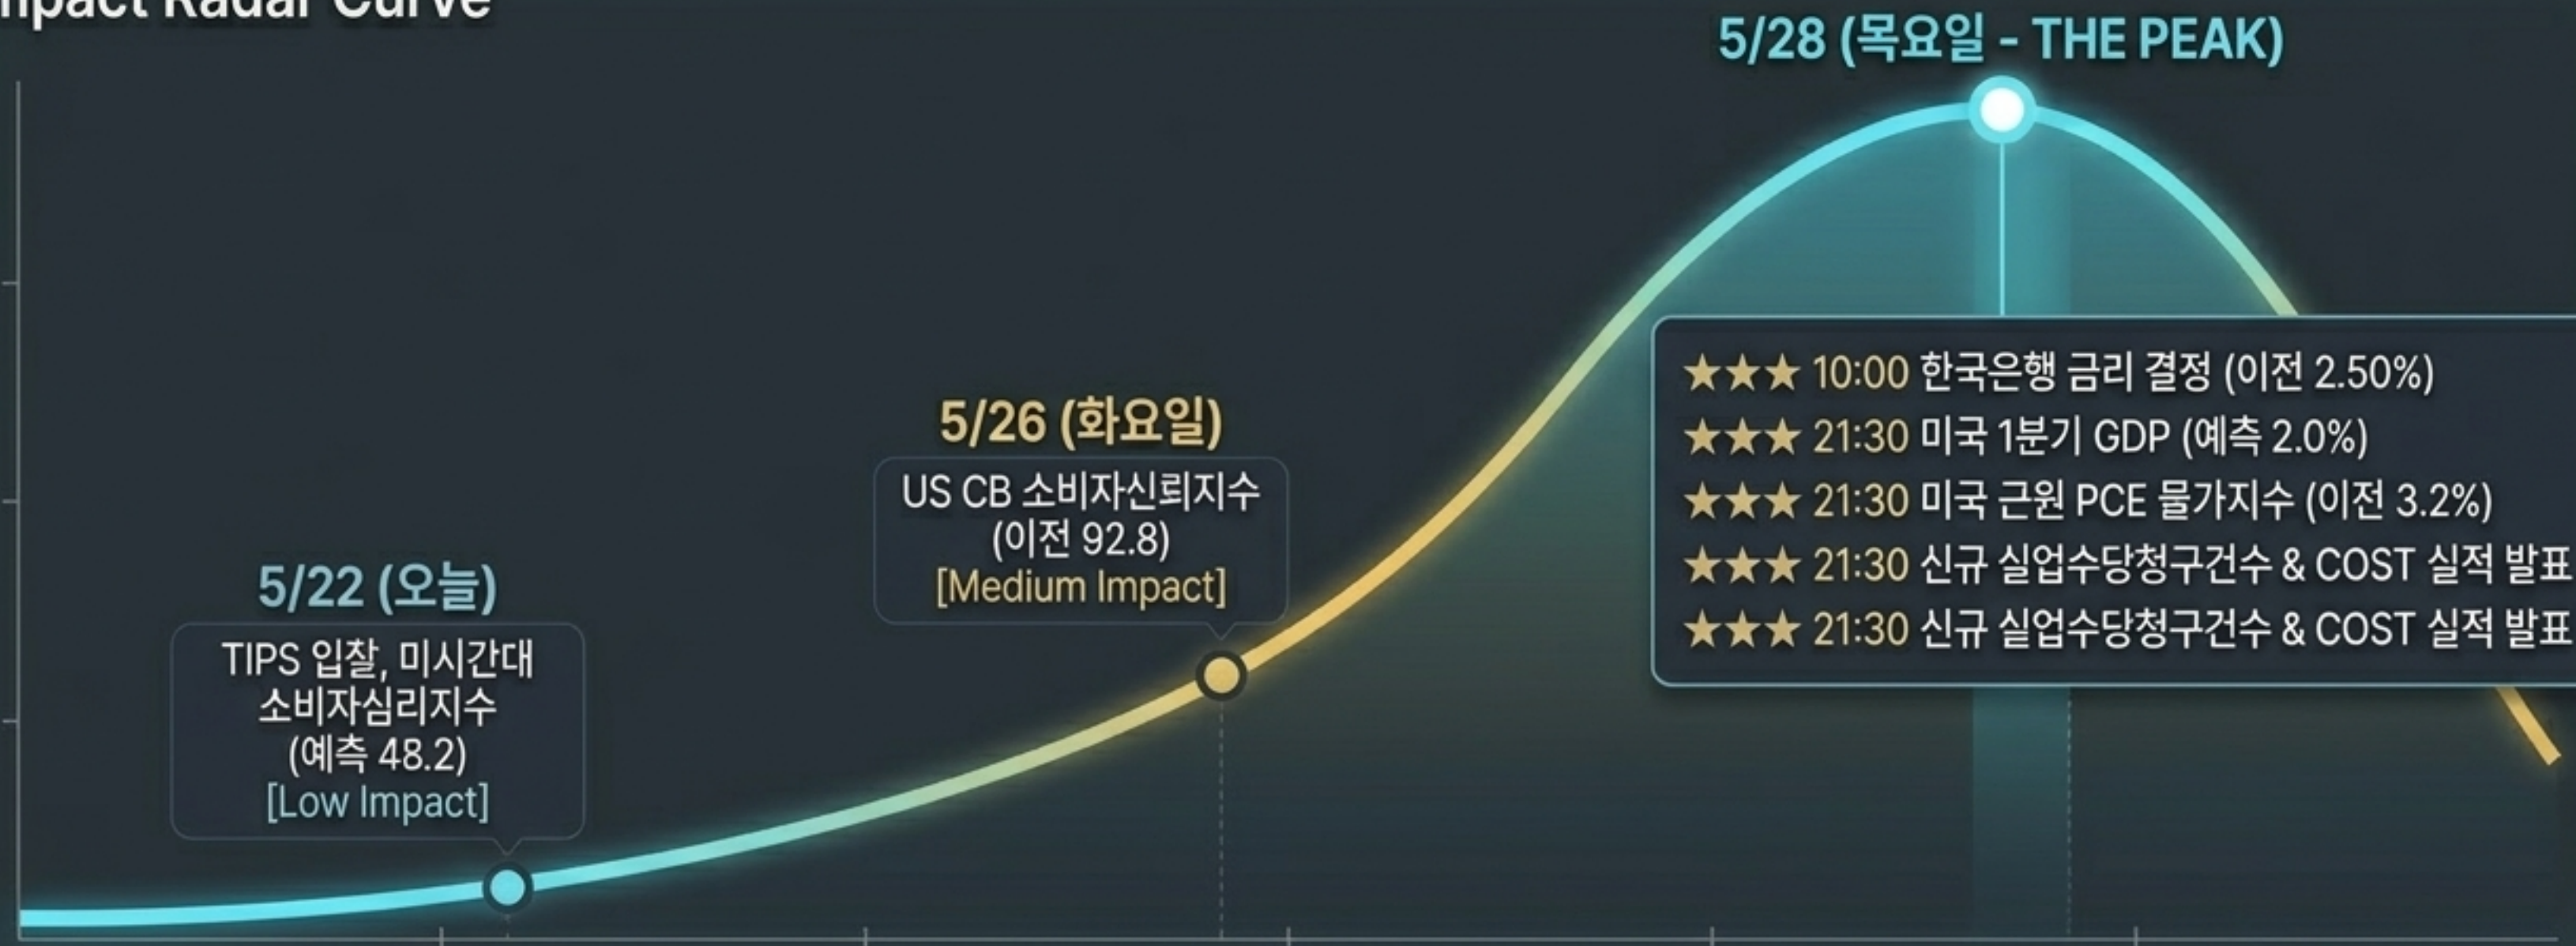 Impact Radar Curve
5/28 (목요일 - THE PEAK)
★★★ 10:00 한국은행 금리 결정 (이전 2.50%)
★★★ 21:30 미국 1분기 GDP (예측 2.0%)
★★★ 21:30 미국 근원 PCE 물가지수 (이전 3.2%)
★★★ 21:30 신규 실업수당청구건수 & COST 실적 발표
★★★ 21:30 신규 실업수당청구건수 & COST 실적 발표
5/26 (화요일)
US CB 소비자신뢰지수
(이전 92.8)
[Medium Impact]
5/22 (오늘)
TIPS 입찰, 미시간대
소비자심리지수
(예측 48.2)
[Low Impact]